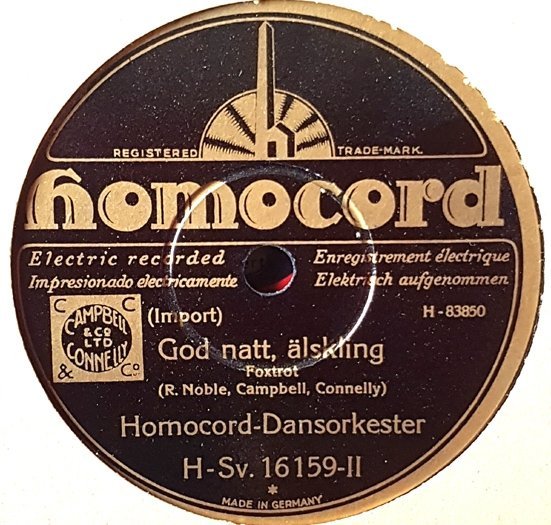 REGISTERED TRADE-MARK.
homocord
Electric recorded Enregistrement électrique
Impresionado electricamente Elektrisch aufgenommen
H-83850
C C
CAMPBELL
& CO
LTD
CONNELLY
& Co
(Import)
God natt, älskling
Foxtrot
(R. Noble, Campbell, Connelly)
Homocord-Dansorkester
H-Sv. 16159-II
*
MADE IN GERMANY